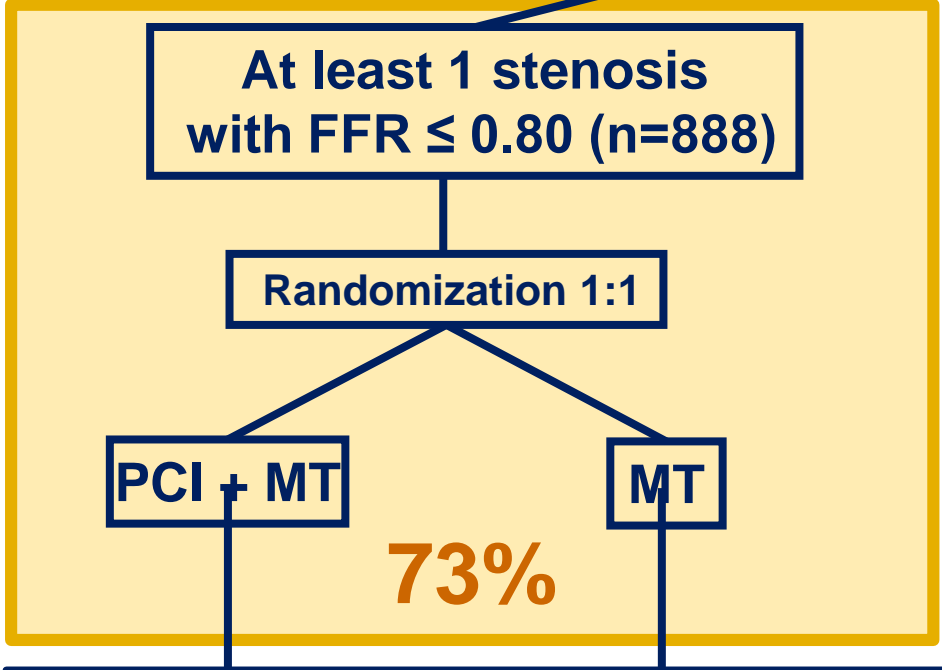 At least 1 stenosis
with FFR ≤ 0.80 (n=888)
Randomization 1:1
PCI + MT
MT
73%